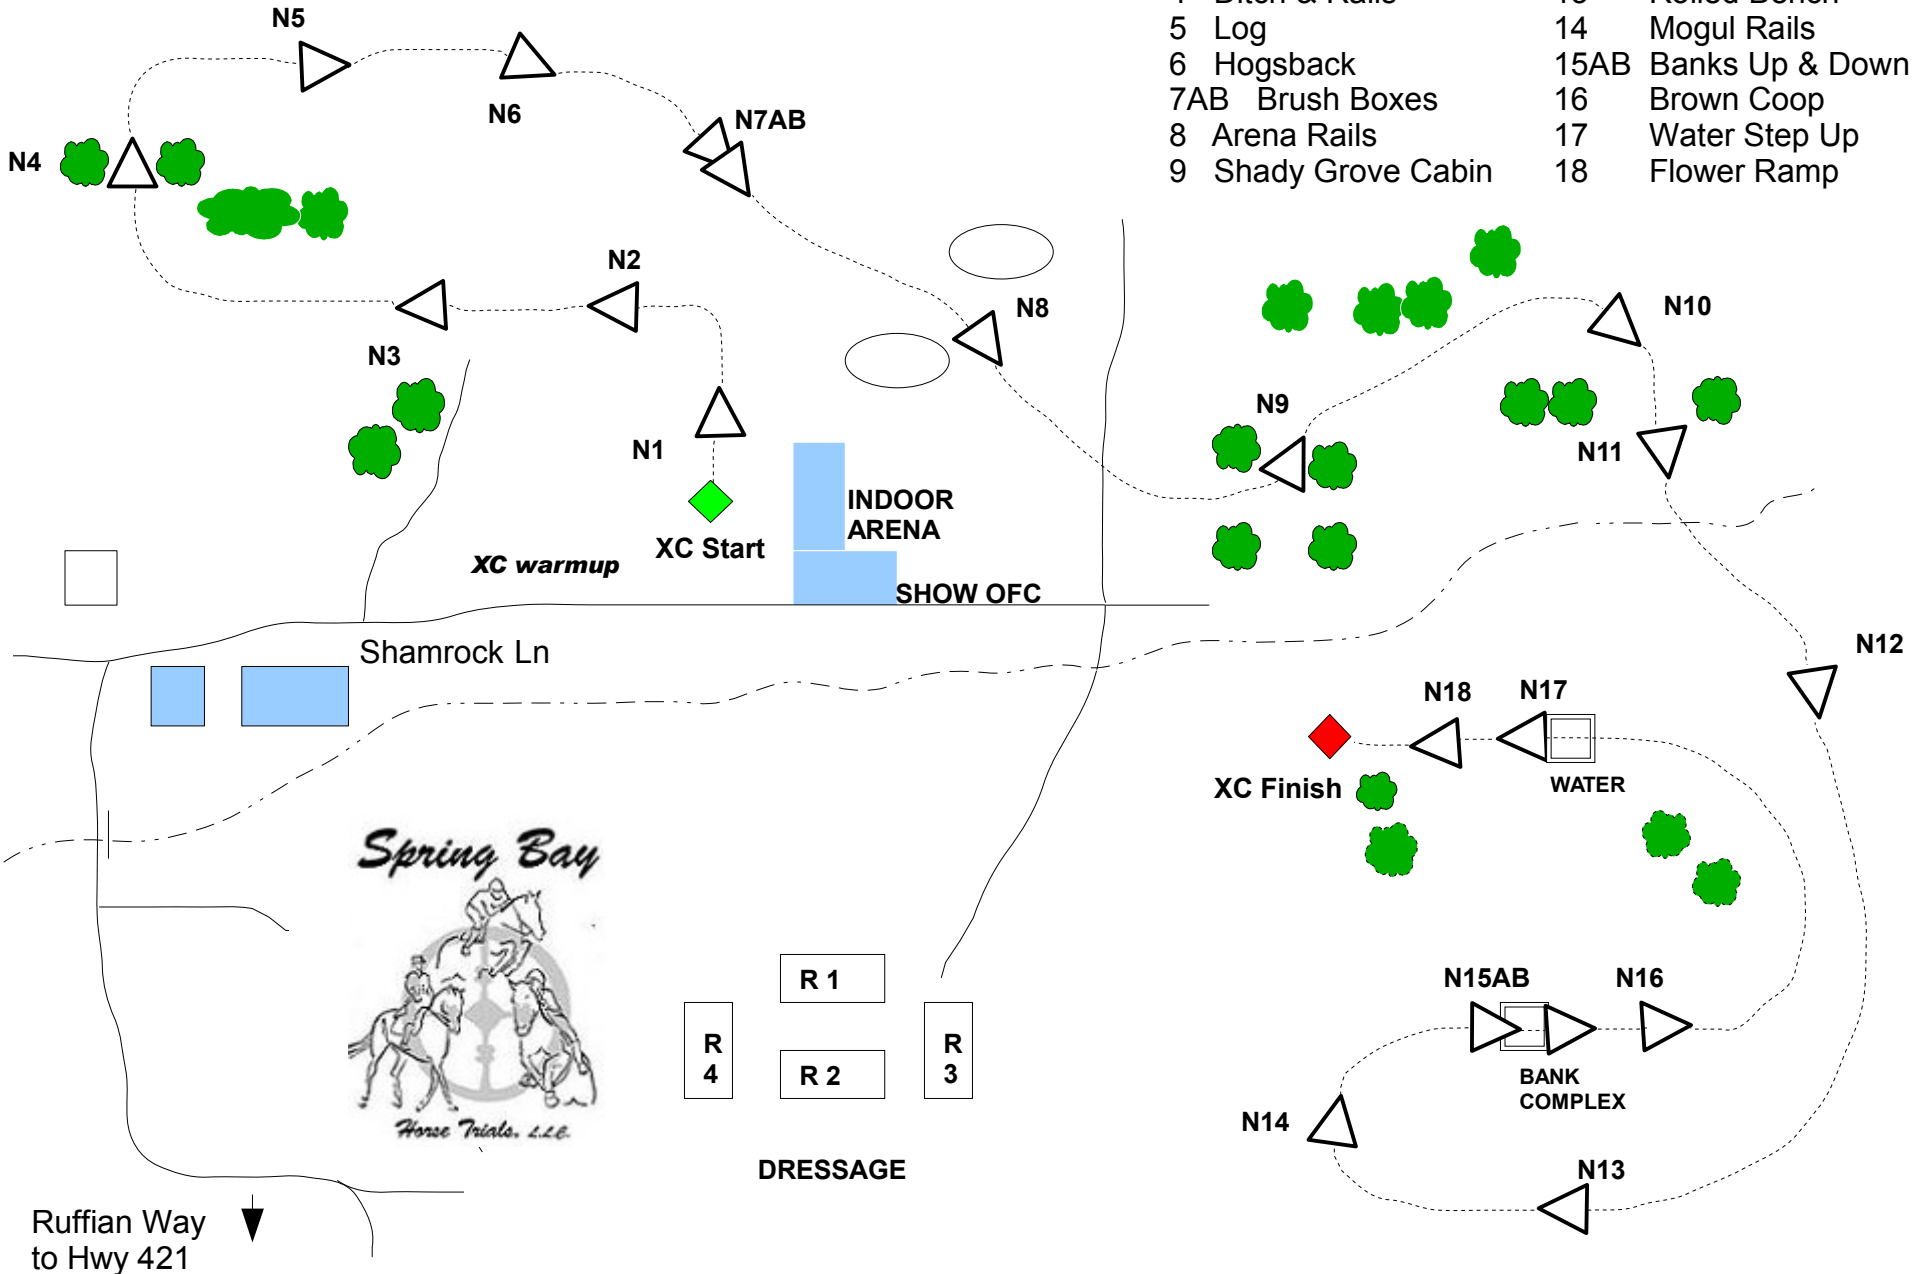 5 Log
6 Hogsback
7AB Brush Boxes
8 Arena Rails
9 Shady Grove Cabin
14 Mogul Rails
15AB Banks Up & Down
16 Brown Coop
17 Water Step Up
18 Flower Ramp
N5
N6
N7AB
N4
N2
N8
N3
N1
N10
N9
N11
INDOOR
ARENA
XC Start
XC warmup
SHOW OFC
Shamrock Ln
N12
N18
N17
XC Finish
WATER
Spring Bay
Horse Trials, L.L.C.
R 1
R
4
R 2
R
3
DRESSAGE
N15AB
N16
BANK
COMPLEX
N14
N13
Ruffian Way
to Hwy 421